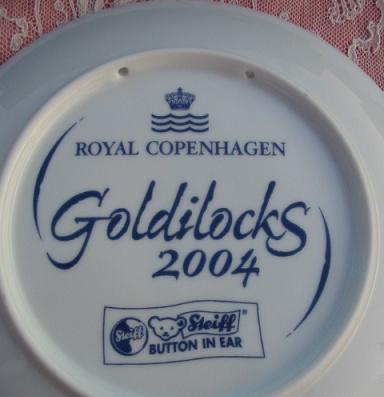 ROYAL COPENHAGEN
Goldilocks
2004
Steiff Steiff®
BUTTON IN EAR